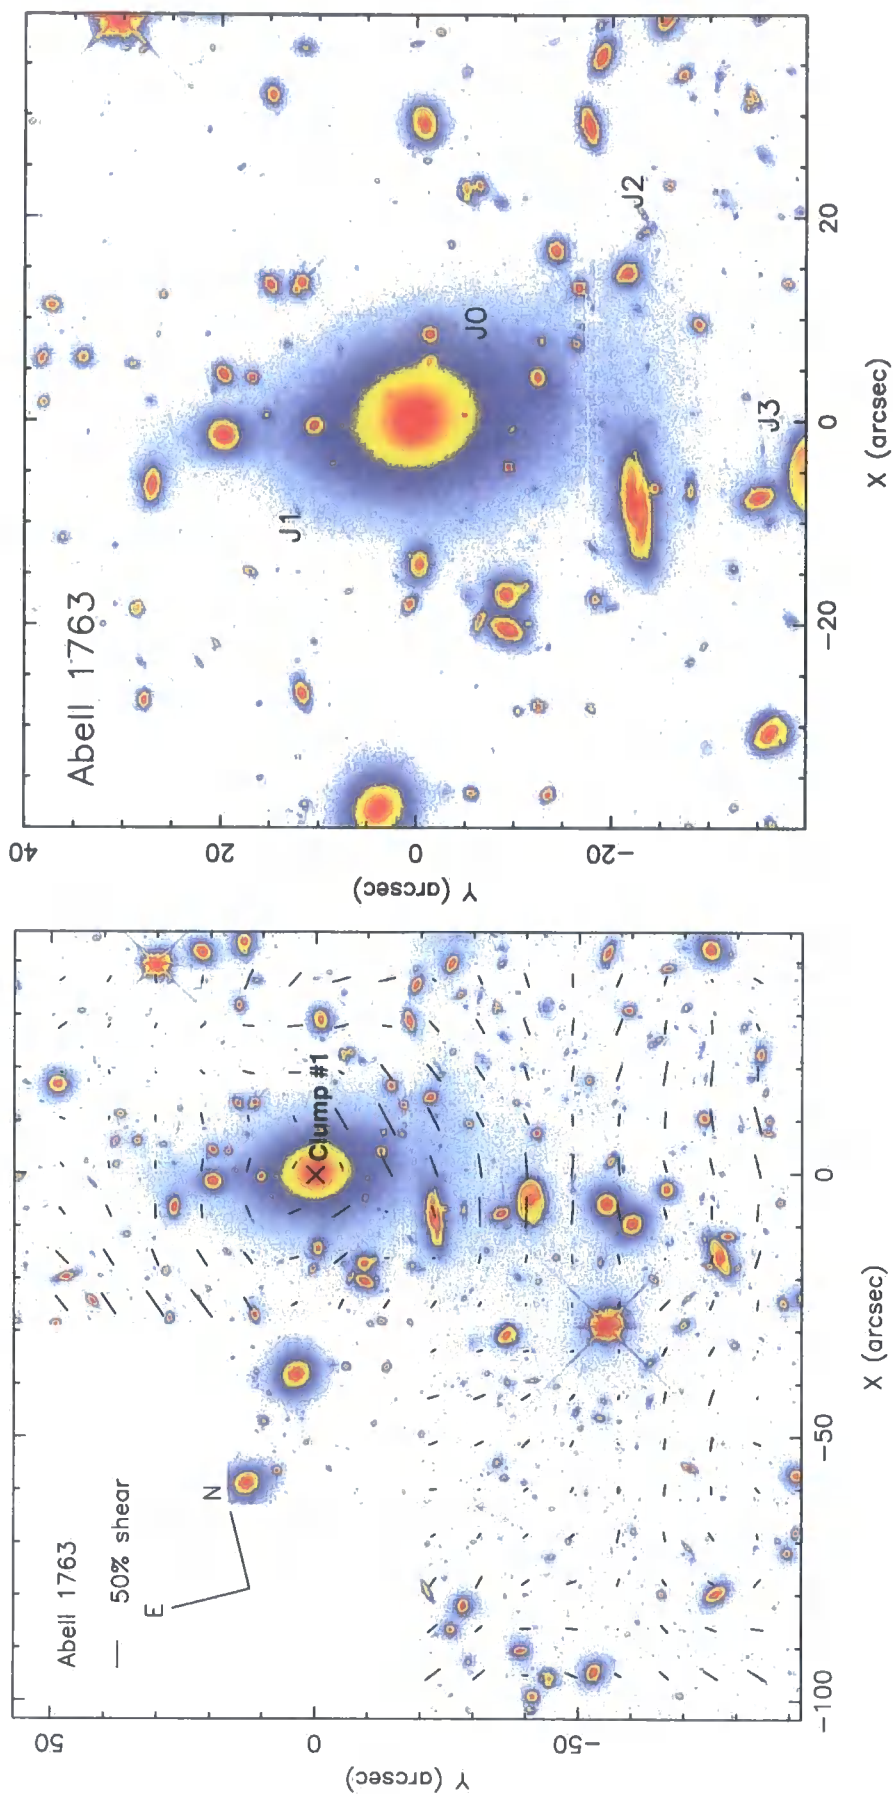 Abell 1763
J1
J0
J2
J3
40
20
0
−20
Y (arcsec)
−20
0
20
X (arcsec)
Abell 1763
50% shear
E
N
Clump #1
50
0
−50
Y (arcsec)
−100
−50
0
X (arcsec)